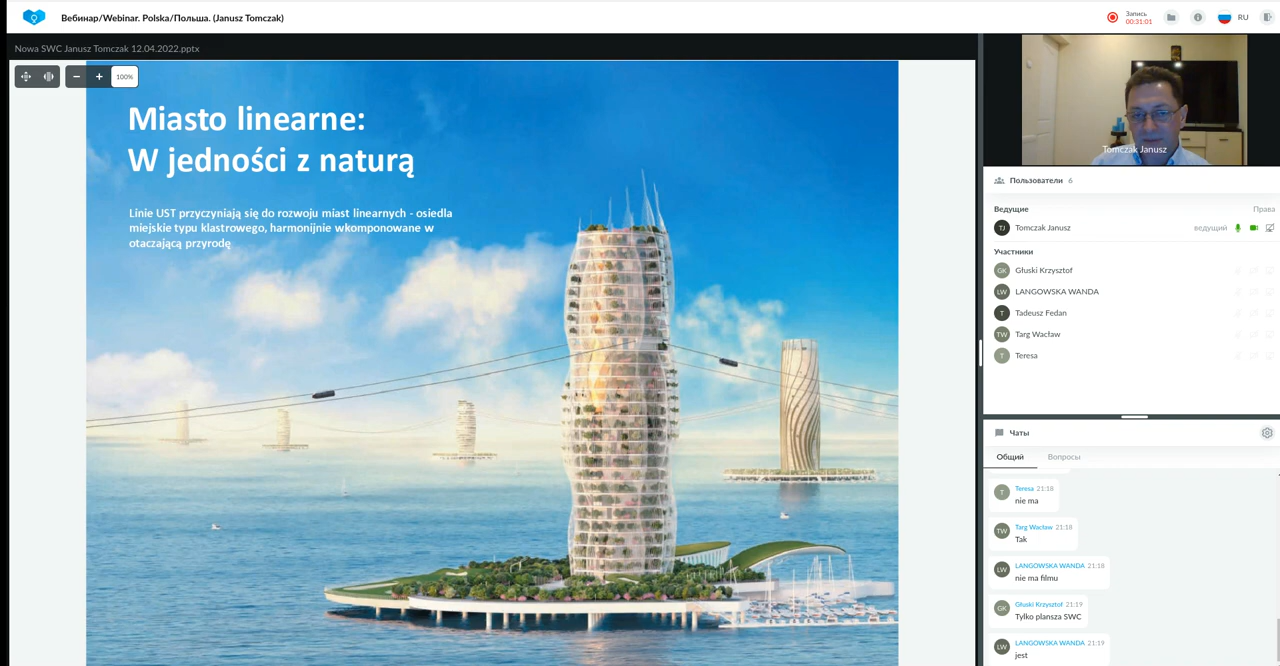 Вебинар/Webinar. Polska/Польша. (Janusz Tomczak)
Запись
00:31:01
RU
Nowa SWC Janusz Tomczak 12.04.2022.pptx
100%
Miasto linearne:
W jedności z naturą
Linie UST przyczyniają się do rozwoju miast linearnych - osiedla
miejskie typu klastrowego, harmonijnie wkomponowane w
otaczającą przyrodę
Tomczak Janusz
Пользователи 6
Ведущие Права
TJ Tomczak Janusz ведущий
Участники
GK Głuski Krzysztof
LW LANGOWSKA WANDA
TF Tadeusz Fedan
TW Targ Wacław
T Teresa
Чаты
Общий Вопросы
T Teresa 21:18
nie ma
TW Targ Wacław 21:18
Tak
LW LANGOWSKA WANDA 21:18
nie ma filmu
GK Głuski Krzysztof 21:19
Tylko plansza SWC
LW LANGOWSKA WANDA 21:19
jest